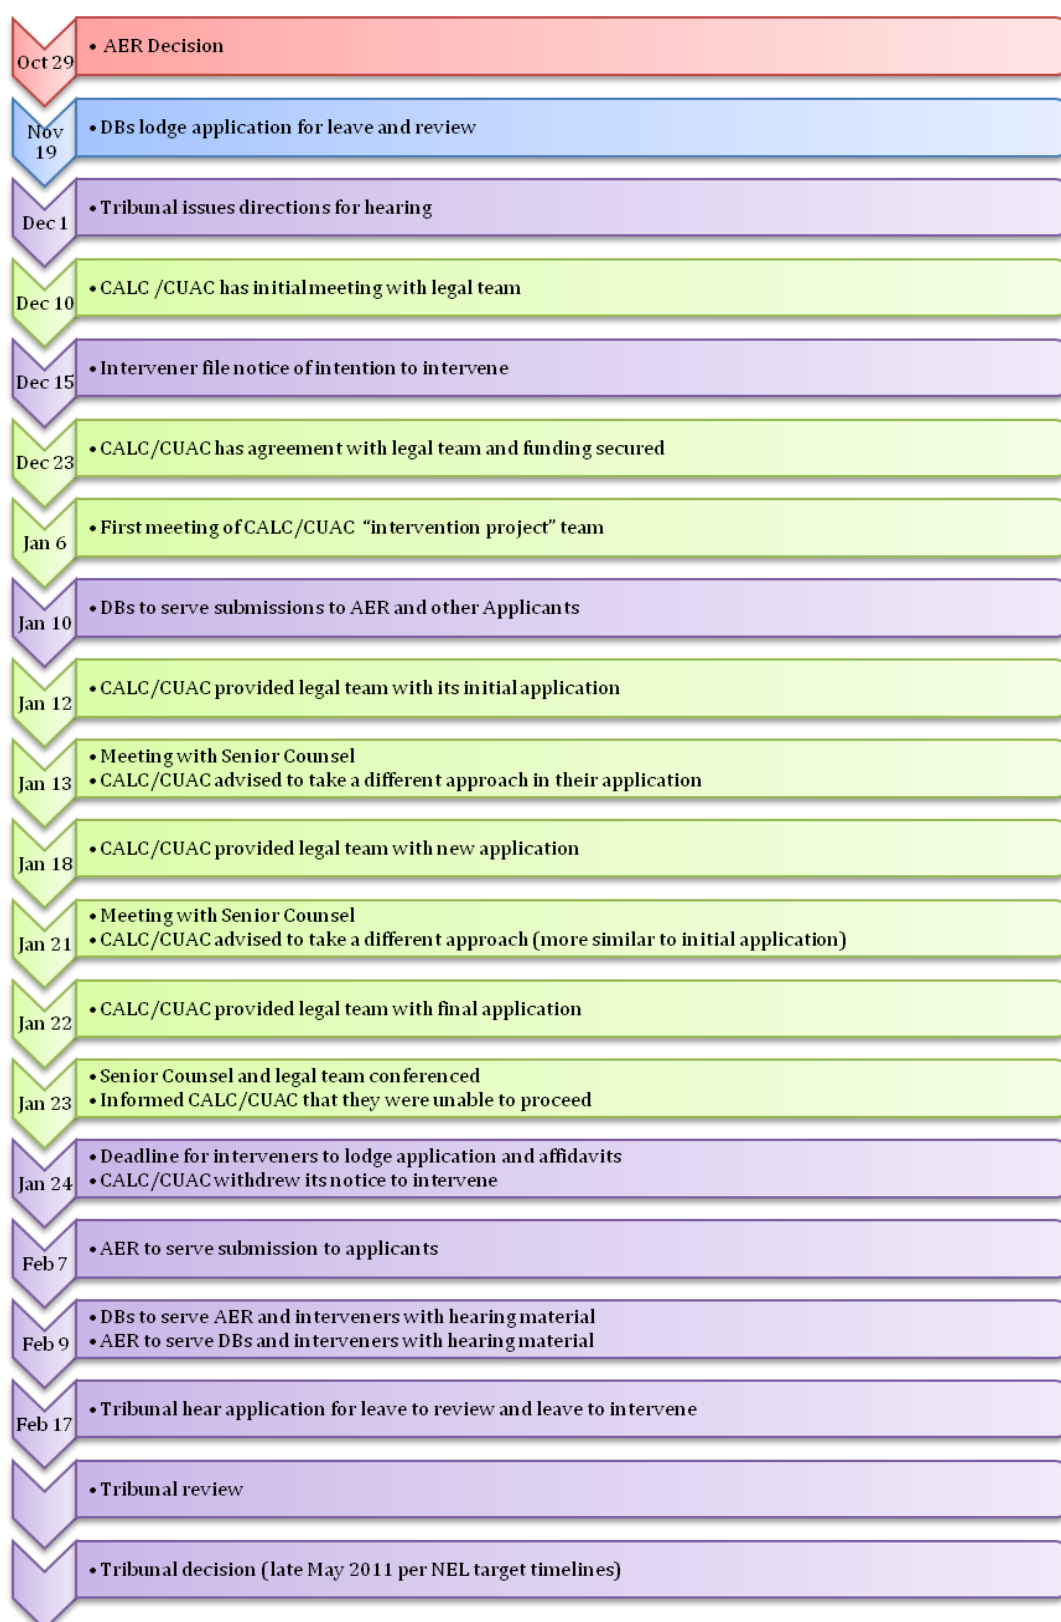 Oct 29
• AER Decision
Nov
19
• DBs lodge application for leave and review
Dec 1
• Tribunal issues directions for hearing
Dec 10
• CALC /CUAC has initial meeting with legal team
Dec 15
• Intervener file notice of intention to intervene
Dec 23
• CALC/CUAC has agreement with legal team and funding secured
Jan 6
• First meeting of CALC/CUAC “intervention project” team
Jan 10
• DBs to serve submissions to AER and other Applicants
Jan 12
• CALC/CUAC provided legal team with its initial application
Jan 13
• Meeting with Senior Counsel
• CALC/CUAC advised to take a different approach in their application
Jan 18
• CALC/CUAC provided legal team with new application
Jan 21
• Meeting with Senior Counsel
• CALC/CUAC advised to take a different approach (more similar to initial application)
Jan 22
• CALC/CUAC provided legal team with final application
Jan 23
• Senior Counsel and legal team conferenced
• Informed CALC/CUAC that they were unable to proceed
Jan 24
• Deadline for interveners to lodge application and affidavits
• CALC/CUAC withdrew its notice to intervene
Feb 7
• AER to serve submission to applicants
Feb 9
• DBs to serve AER and interveners with hearing material
• AER to serve DBs and interveners with hearing material
Feb 17
• Tribunal hear application for leave to review and leave to intervene
• Tribunal review
• Tribunal decision (late May 2011 per NEL target timelines)